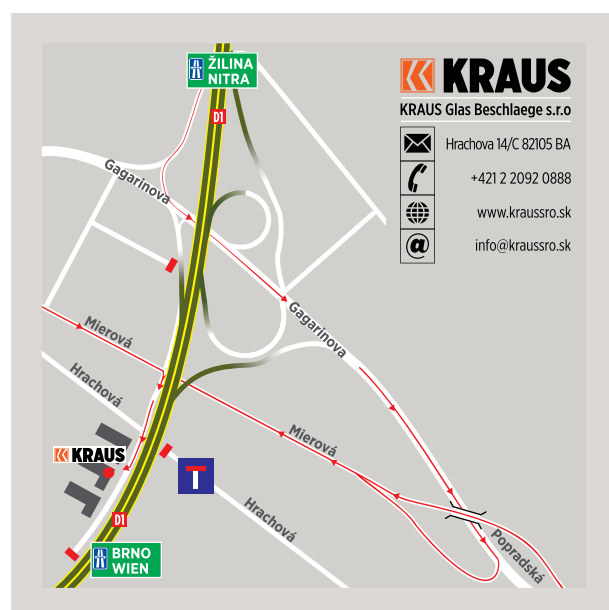 ŽILINA
NITRA
D1
KRAUS
KRAUS Glas Beschlaege s.r.o
Hrachova 14/C 82105 BA
+421 2 2092 0888
www.kraussro.sk
@
info@kraussro.sk
Gagarinova
Gagarinova
Mierová
Hrachová
Mierová
KRAUS
Hrachová
D1
Popradská
BRNO
WIEN